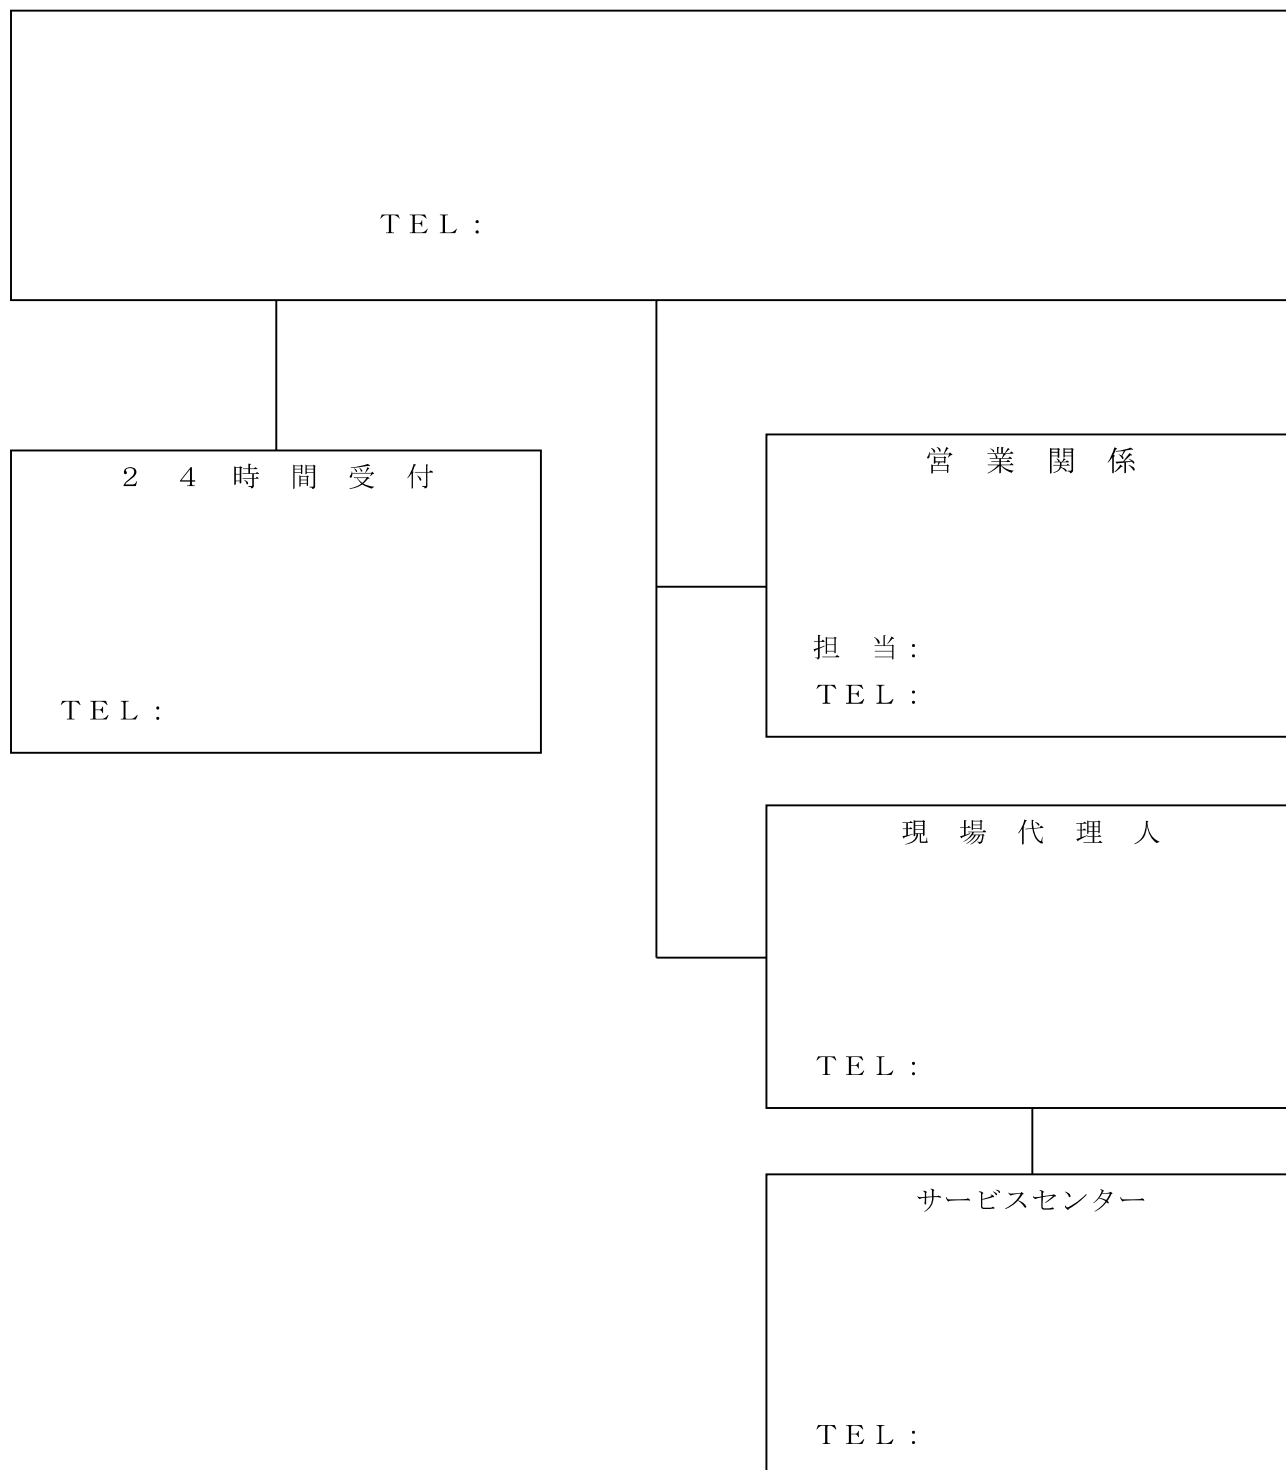 ＴＥＬ：
２　４　時　間　受　付
ＴＥＬ：
営　業　関　係
担　当：
ＴＥＬ：
現　場　代　理　人
ＴＥＬ：
サービスセンター
ＴＥＬ：